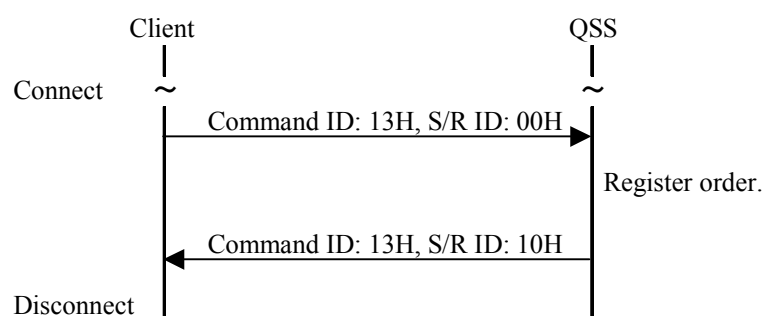 Client QSS
Connect
Command ID: 13H, S/R ID: 00H
Register order.
Command ID: 13H, S/R ID: 10H
Disconnect